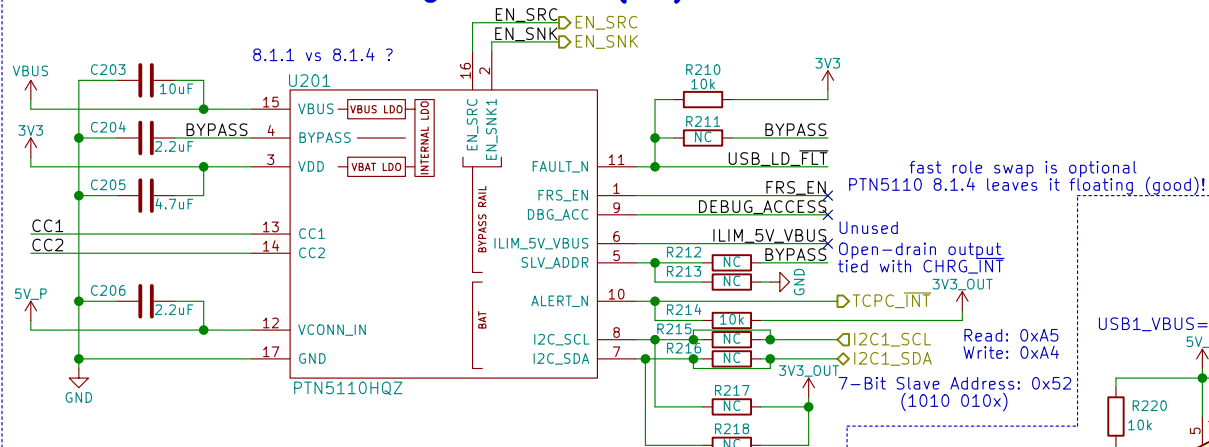 EN_SRC
EN_SRC
EN_SNK
EN_SNK
8.1.1 vs 8.1.4 ?
U201
VBUS
C203
10uF
16
2
15
VBUS
VBUS LDO
INTERNAL LDO
EN_SRC
EN_SNK1
R210
10k
3V3
3V3
C204
2.2uF
BYPASS
4
BYPASS
R211
NC
BYPASS
3
VDD
VBAT LDO
FAULT_N
11
USB_LD_FLT
C205
4.7uF
BYPASS RAIL
FRS_EN
1
FRS_EN
DBG_ACC
9
DEBUG_ACCESS
fast role swap is optional
PTN5110 8.1.4 leaves it floating (good)!
CC1
13
CC1
CC2
14
CC2
ILIM_5V_VBUS
6
ILIM_5V_VBUS
Unused
SLV_ADDR
5
R212
NC
BYPASS
R213
NC
GND
Open-drain output
tied with CHRG_INT
5V_P
C206
2.2uF
BAT
ALERT_N
10
TCPC_INT
3V3_OUT
R214
10k
12
VCONN_IN
I2C_SCL
8
R215
NC
I2C1_SCL
Read: 0xA5
Write: 0xA4
17
GND
I2C_SDA
7
R216
NC
I2C1_SDA
USB1_VBUS=
5V_
GND
PTN5110HQZ
3V3_OUT
7-Bit Slave Address: 0x52
(1010 010x)
R217
NC
R218
NC
R220
10k
5